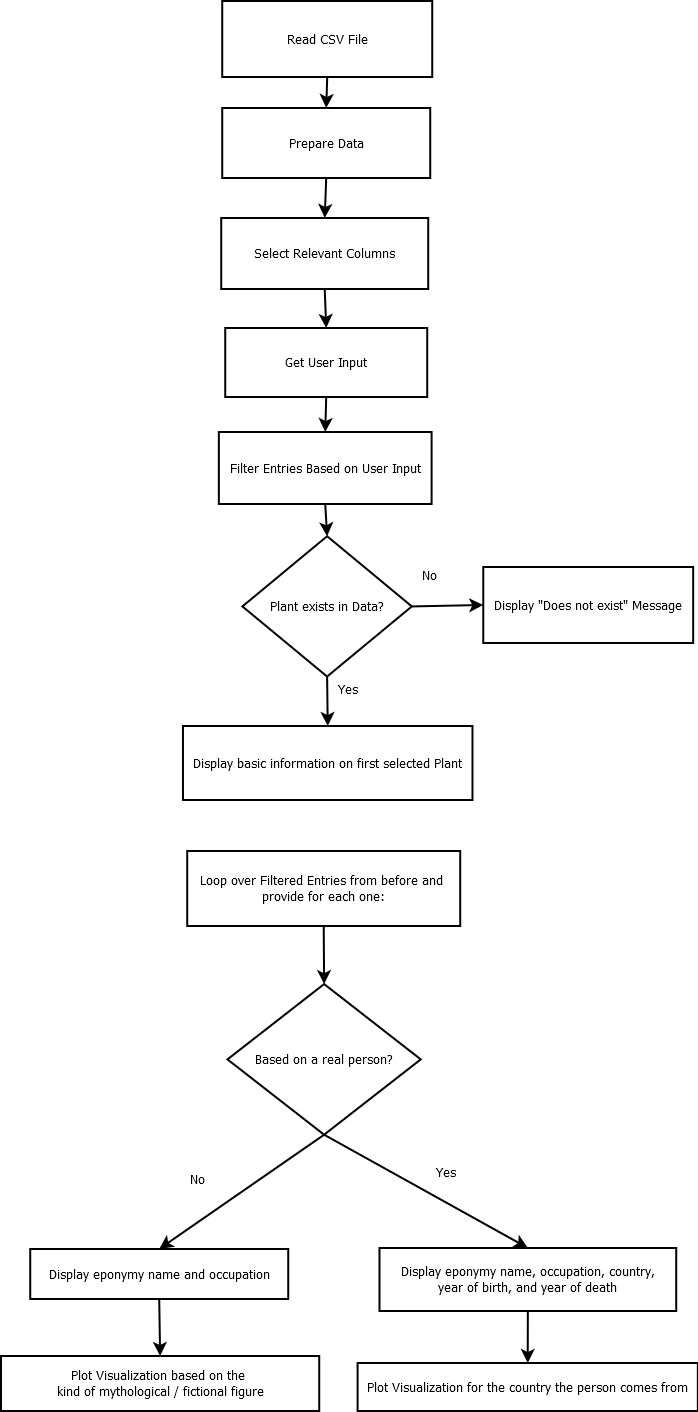 Read CSV File
Prepare Data
Select Relevant Columns
Get User Input
Filter Entries Based on User Input
Plant exists in Data?
No
Display "Does not exist" Message
Yes
Display basic information on first selected Plant
Loop over Filtered Entries from before and
provide for each one:
Based on a real person?
No
Yes
Display eponymy name and occupation
Display eponymy name, occupation, country,
year of birth, and year of death
Plot Visualization based on the
kind of mythological / fictional figure
Plot Visualization for the country the person comes from